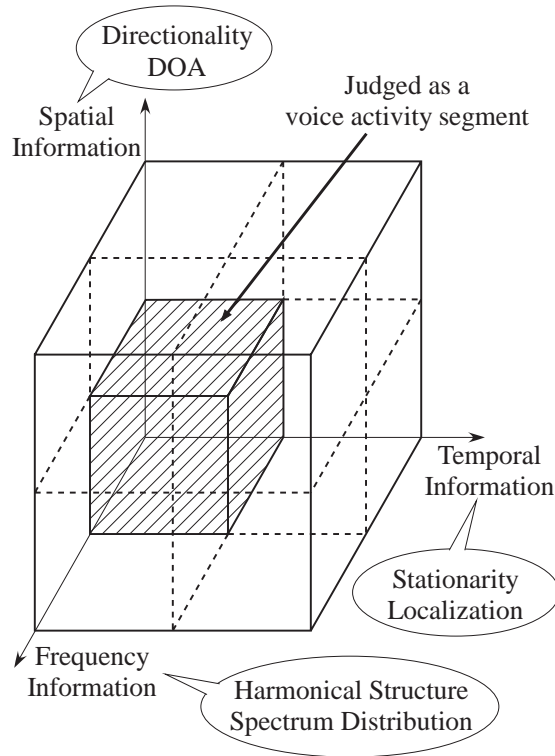 Directionality
DOA
Spatial
Information
Judged as a
voice activity segment
Temporal
Information
Stationarity
Localization
Frequency
Information
Harmonical Structure
Spectrum Distribution